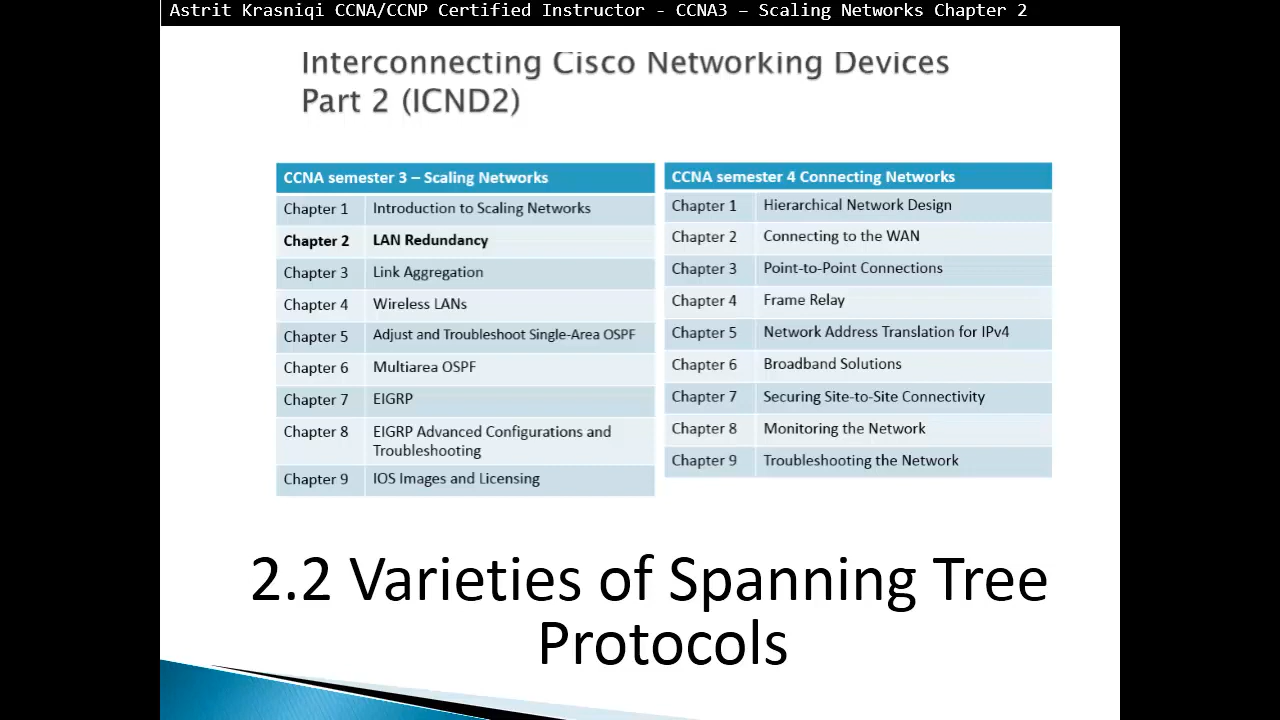 Astrit Krasniqi CCNA/CCNP Certified Instructor - CCNA3 – Scaling Networks Chapter 2
Interconnecting Cisco Networking Devices
Part 2 (ICND2)
CCNA semester 3 – Scaling Networks
Chapter 1 Introduction to Scaling Networks
Chapter 2 LAN Redundancy
Chapter 3 Link Aggregation
Chapter 4 Wireless LANs
Chapter 5 Adjust and Troubleshoot Single-Area OSPF
Chapter 6 Multiarea OSPF
Chapter 7 EIGRP
Chapter 8 EIGRP Advanced Configurations and
Troubleshooting
Chapter 9 IOS Images and Licensing
CCNA semester 4 Connecting Networks
Chapter 1 Hierarchical Network Design
Chapter 2 Connecting to the WAN
Chapter 3 Point-to-Point Connections
Chapter 4 Frame Relay
Chapter 5 Network Address Translation for IPv4
Chapter 6 Broadband Solutions
Chapter 7 Securing Site-to-Site Connectivity
Chapter 8 Monitoring the Network
Chapter 9 Troubleshooting the Network
2.2 Varieties of Spanning Tree
Protocols